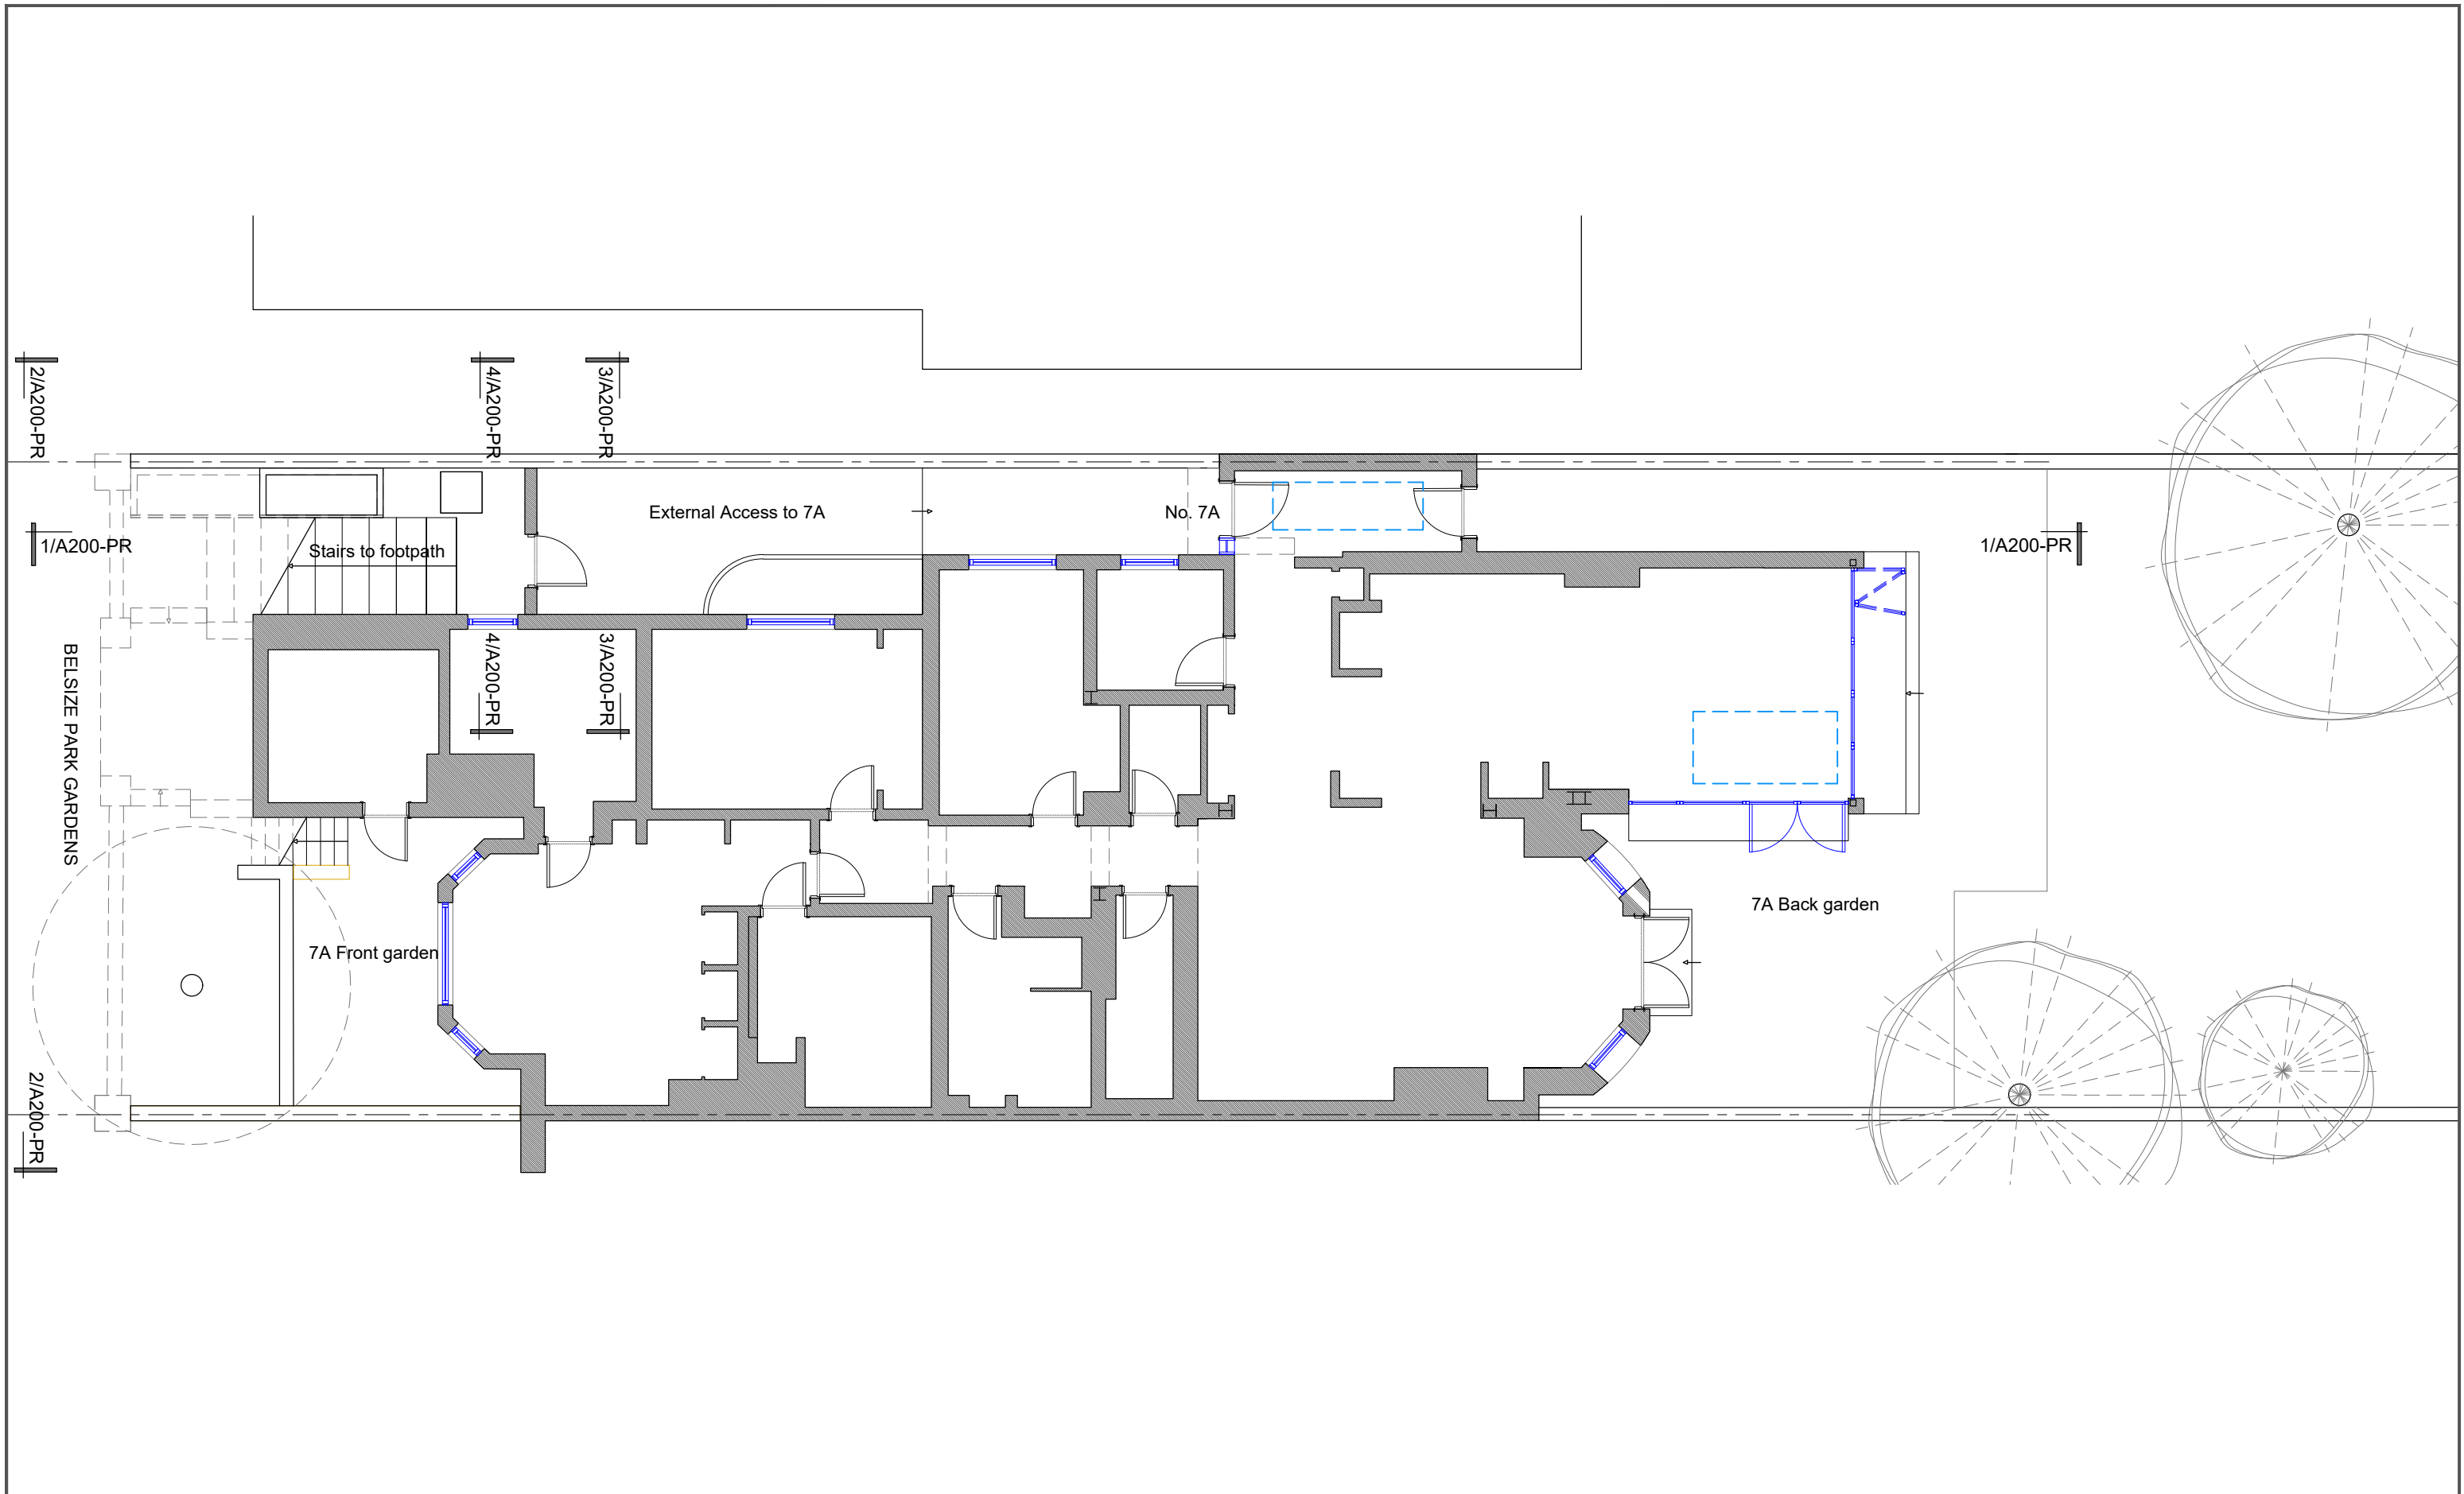 2/A200-PR
4/A200-PR
3/A200-PR
External Access to 7A
No. 7A
1/A200-PR
Stairs to footpath
1/A200-PR
4/A200-PR
3/A200-PR
BELSIZE PARK GARDENS
7A Back garden
7A Front garden
2/A200-PR